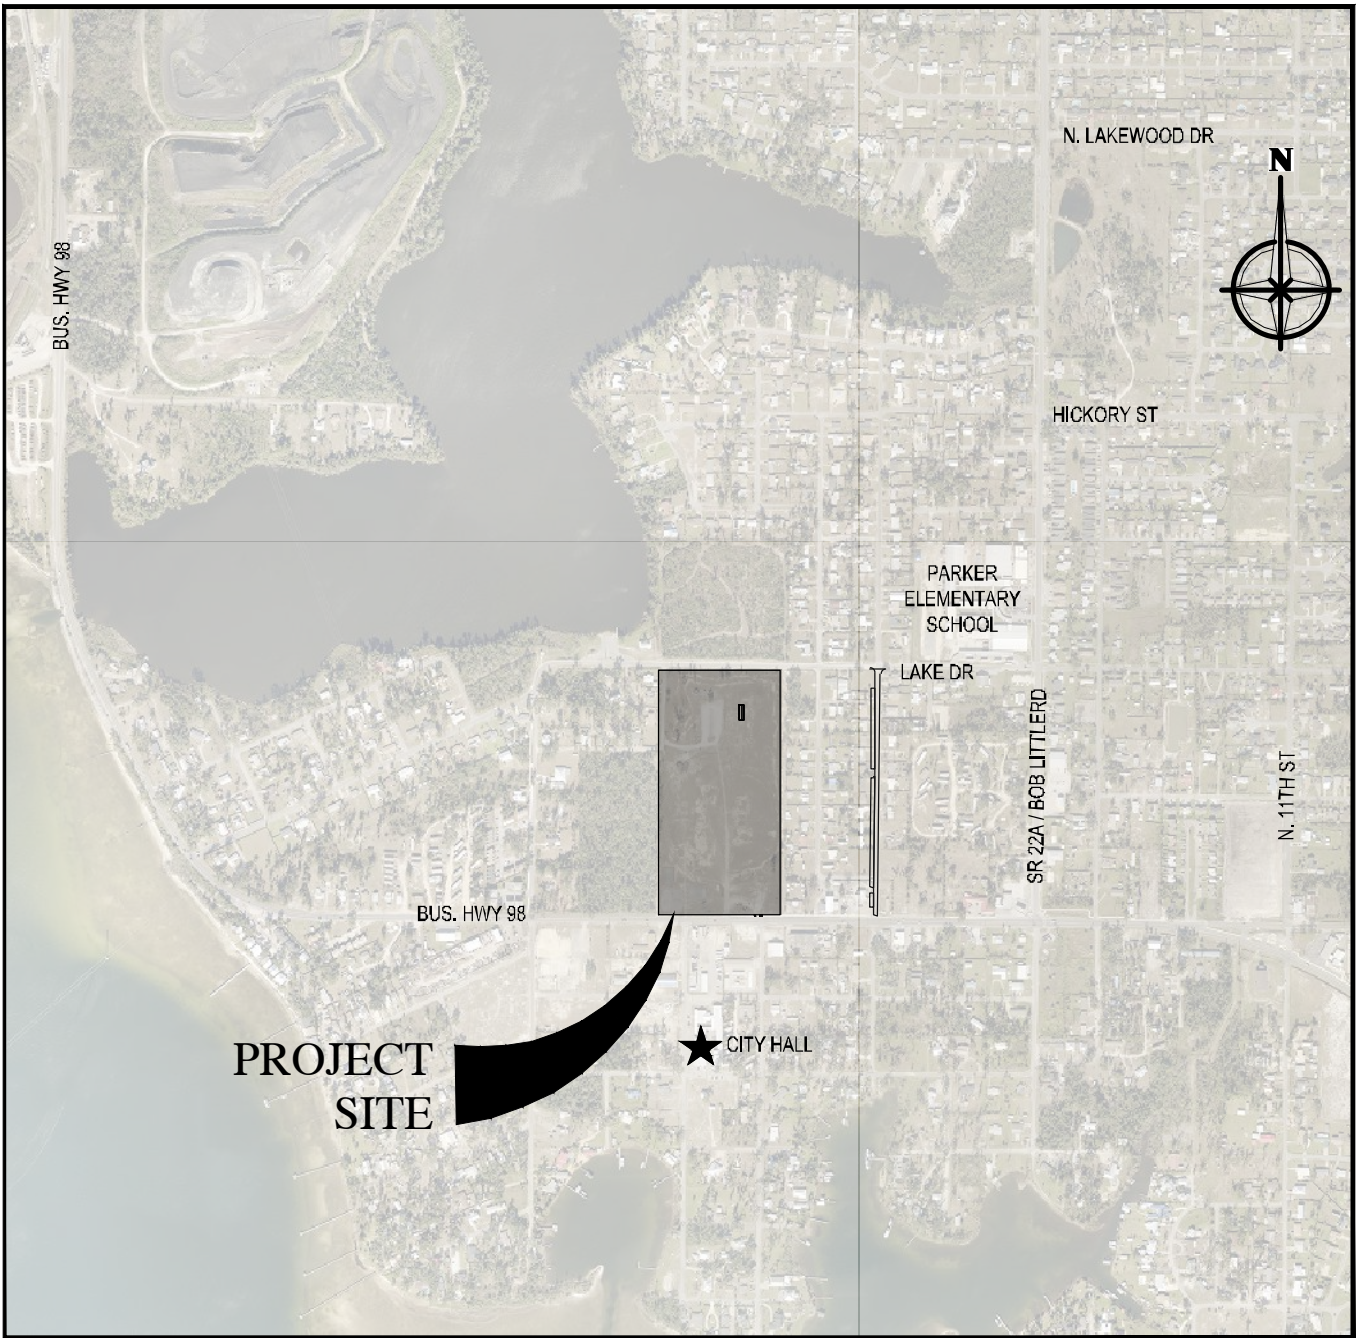 N. LAKEWOOD DR
N
BUS. HWY 98
HICKORY ST
PARKER
ELEMENTARY
SCHOOL
LAKE DR
SR 22A / BOB LITTLERD
N. 11TH ST
BUS. HWY 98
PROJECT
SITE
CITY HALL